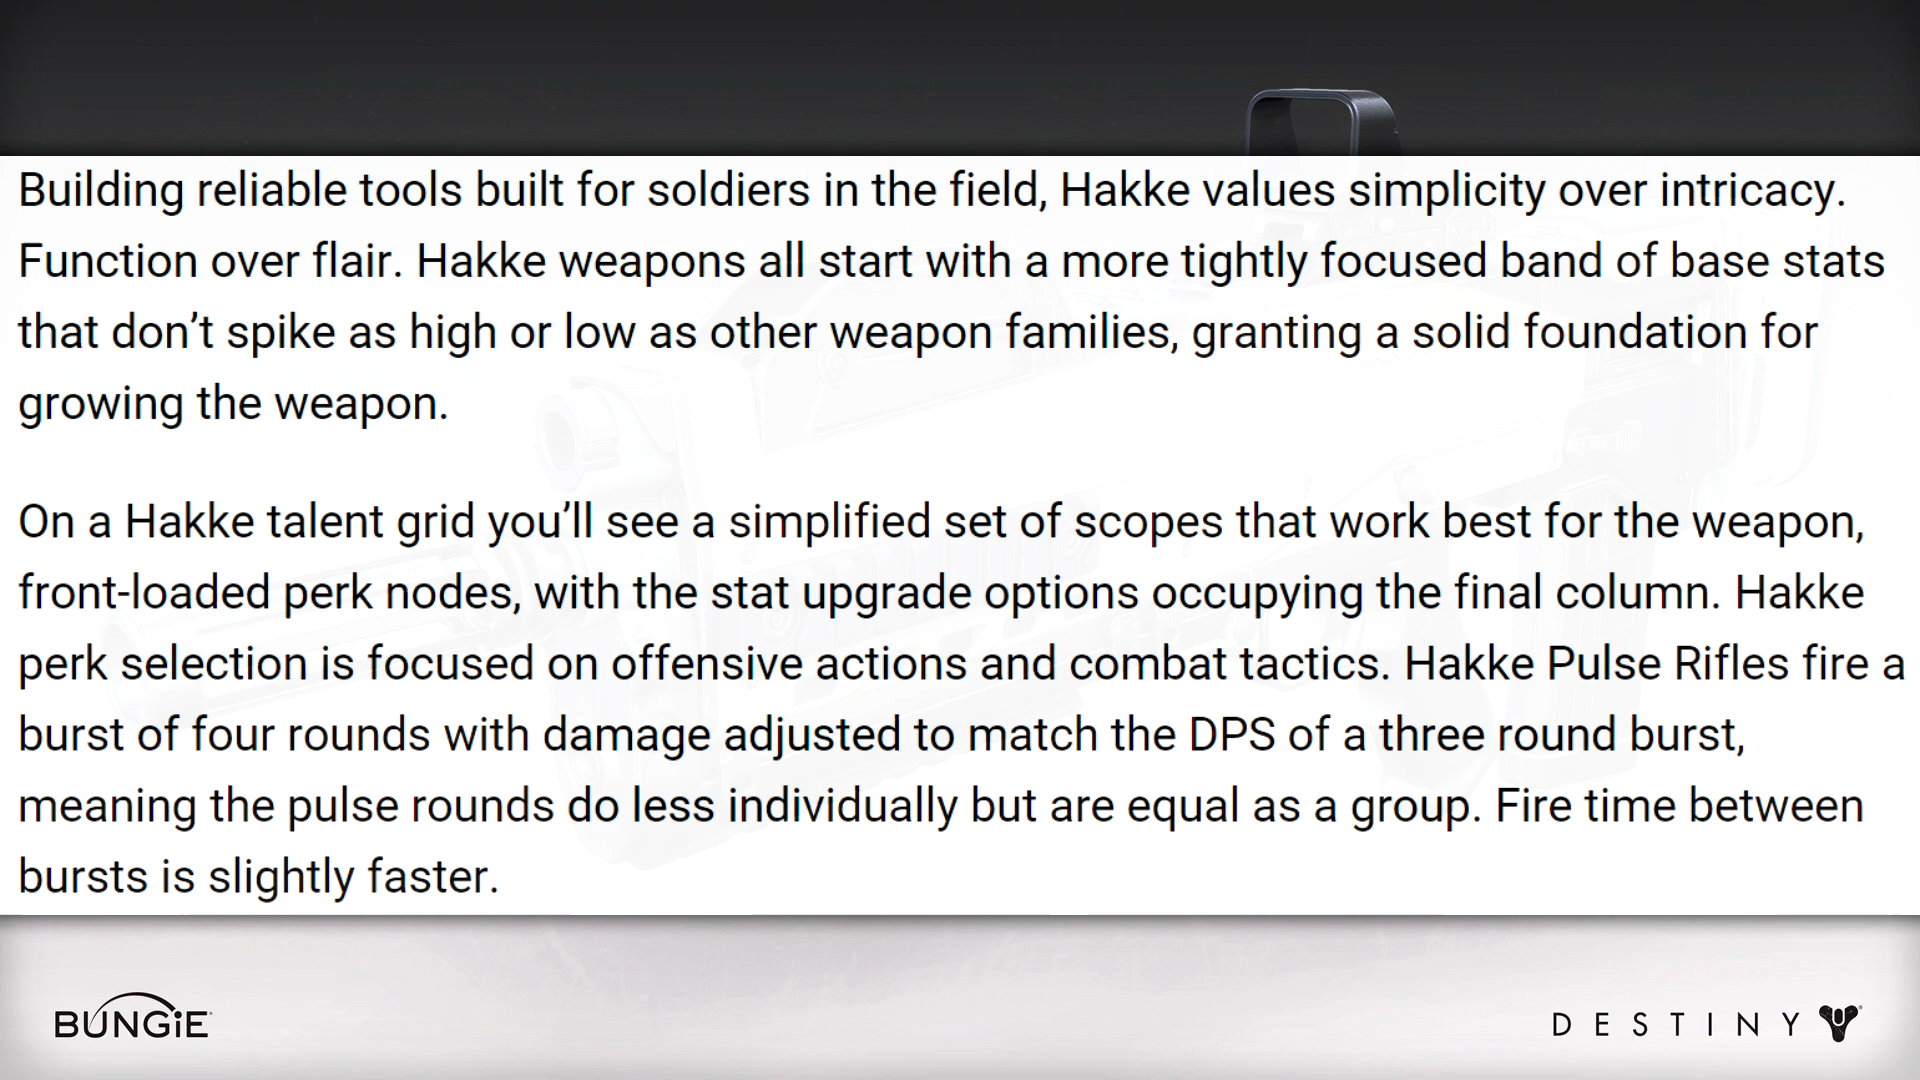 Building reliable tools built for soldiers in the field, Hakke values simplicity over intricacy.
Function over flair. Hakke weapons all start with a more tightly focused band of base stats
that don’t spike as high or low as other weapon families, granting a solid foundation for
growing the weapon.
On a Hakke talent grid you’ll see a simplified set of scopes that work best for the weapon,
front-loaded perk nodes, with the stat upgrade options occupying the final column. Hakke
perk selection is focused on offensive actions and combat tactics. Hakke Pulse Rifles fire a
burst of four rounds with damage adjusted to match the DPS of a three round burst,
meaning the pulse rounds do less individually but are equal as a group. Fire time between
bursts is slightly faster.
BUNGiE
DESTINY